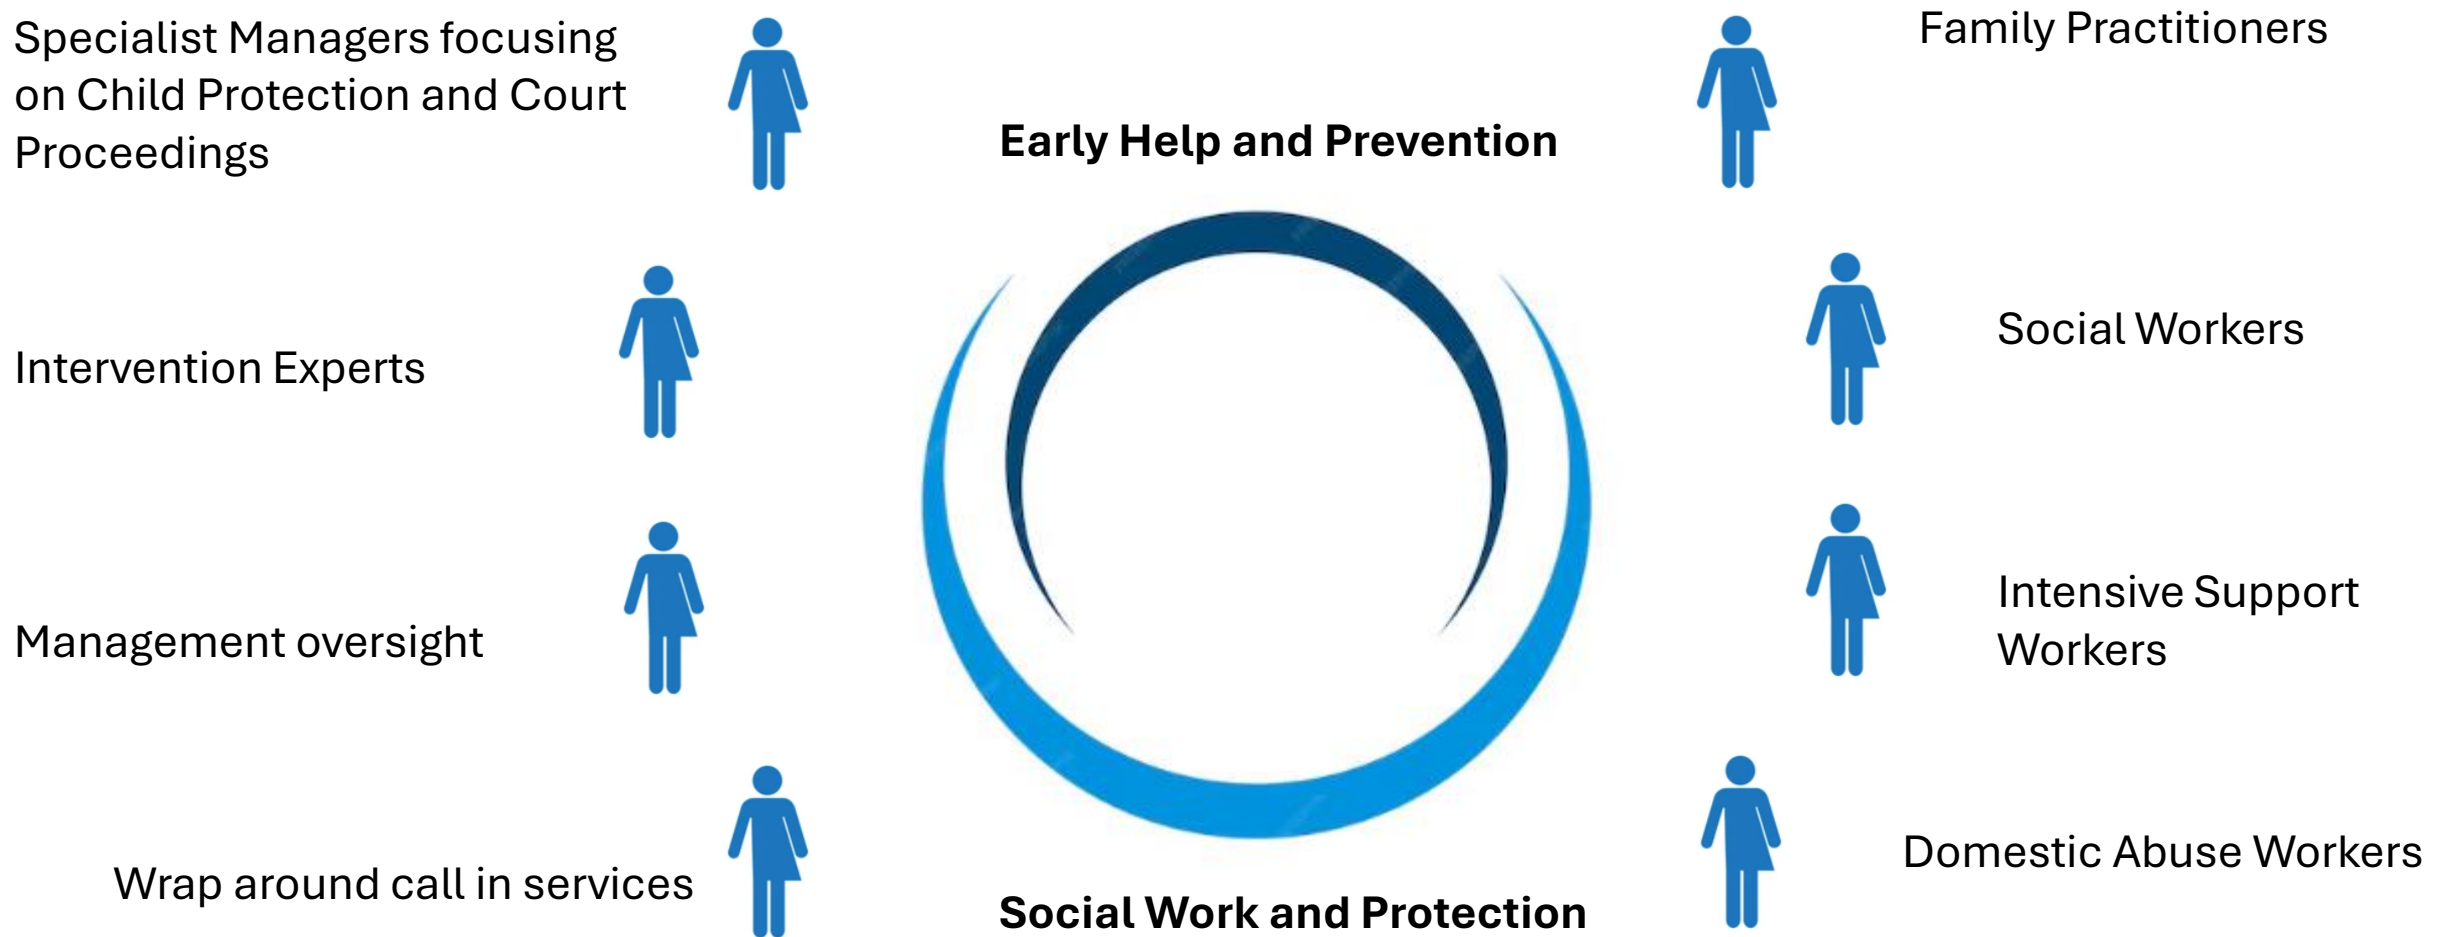 Specialist Managers focusing
on Child Protection and Court
Proceedings
Family Practitioners
Early Help and Prevention
Intervention Experts
Social Workers
Management oversight
Intensive Support
Workers
Wrap around call in services
Domestic Abuse Workers
Social Work and Protection